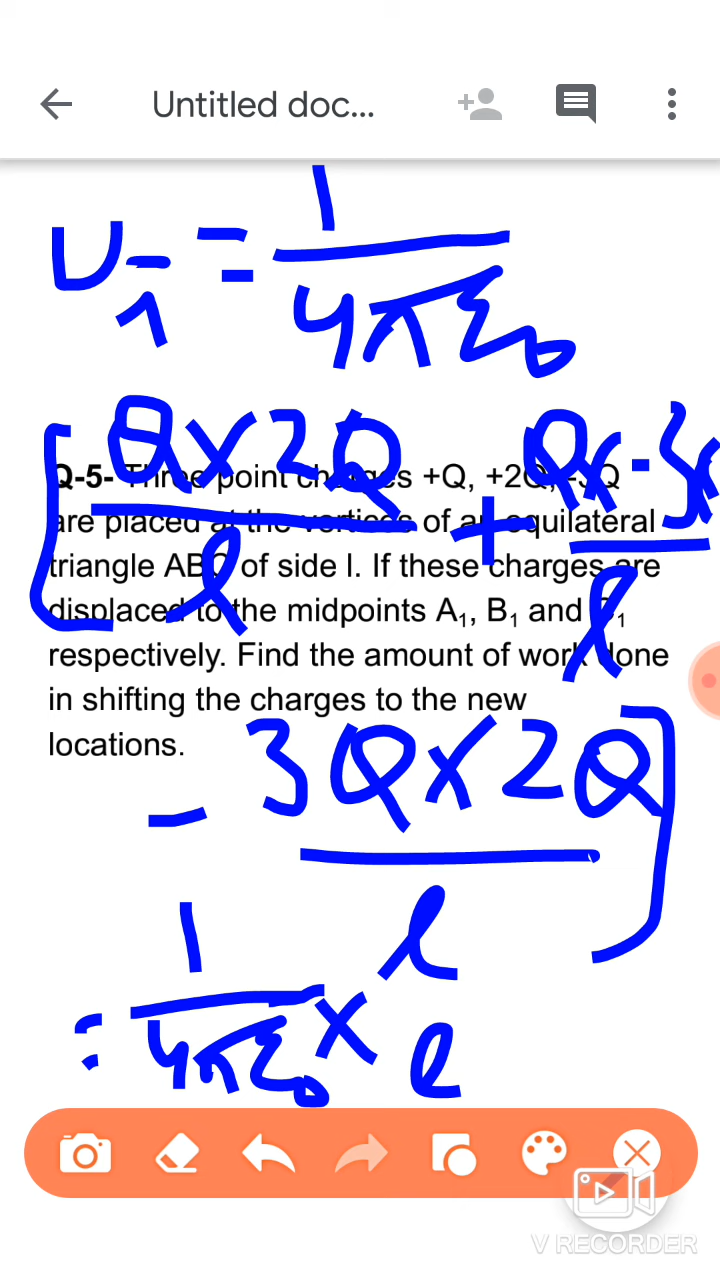 Untitled doc...
U₁ = 1 / 4πε₀
[ Q×2Q / l + Q×-3
Q-5- Three point charges +Q, +2Q, -3Q
are placed at the vertices of an equilateral
triangle ABC of side l. If these charges are
displaced to the midpoints A₁, B₁ and C₁
respectively. Find the amount of work done
in shifting the charges to the new
locations.
/ l
- 3Q×2Q / l ]
= 1 / 4πε₀ × l
V RECORDER